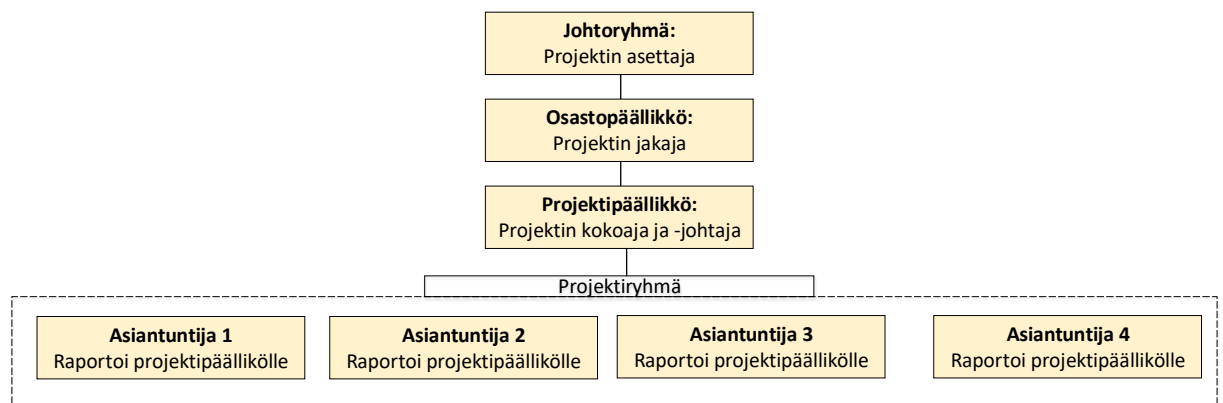 Johtoryhmä:
Projektin asettaja
Osastopäällikkö:
Projektin jakaja
Projektipäällikkö:
Projektin kokoaja ja -johtaja
Projektiryhmä
Asiantuntija 1
Raportoi projektipäällikölle
Asiantuntija 2
Raportoi projektipäällikölle
Asiantuntija 3
Raportoi projektipäällikölle
Asiantuntija 4
Raportoi projektipäällikölle